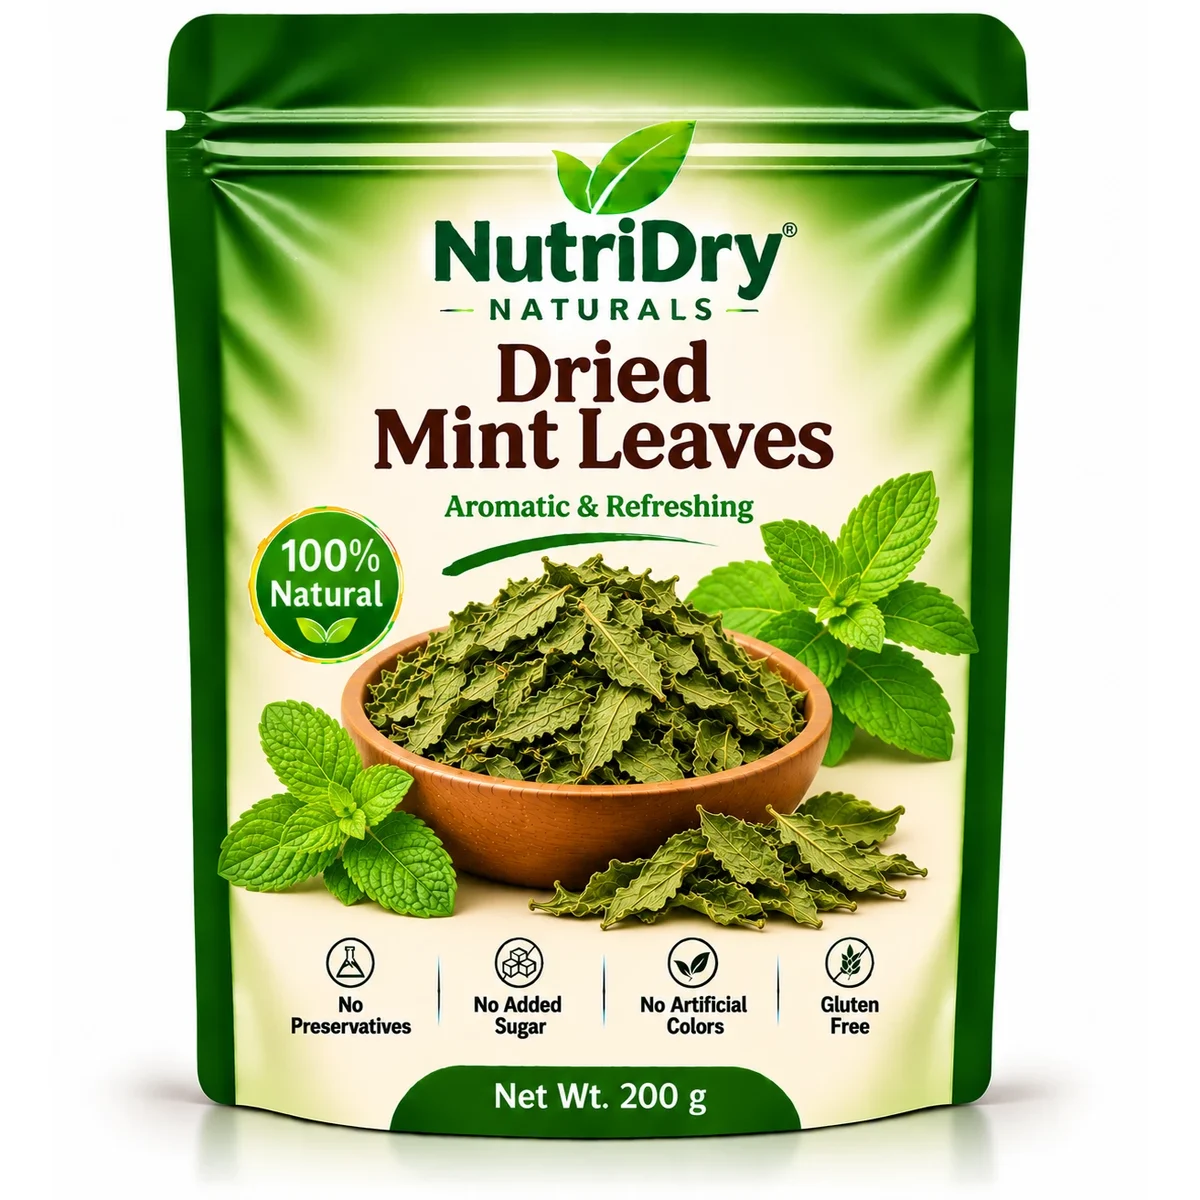 NutriDry®
NATURALS
Dried
Mint Leaves
Aromatic & Refreshing
100%
Natural
No
Preservatives
No Added
Sugar
No Artificial
Colors
Gluten
Free
Net Wt. 200 g